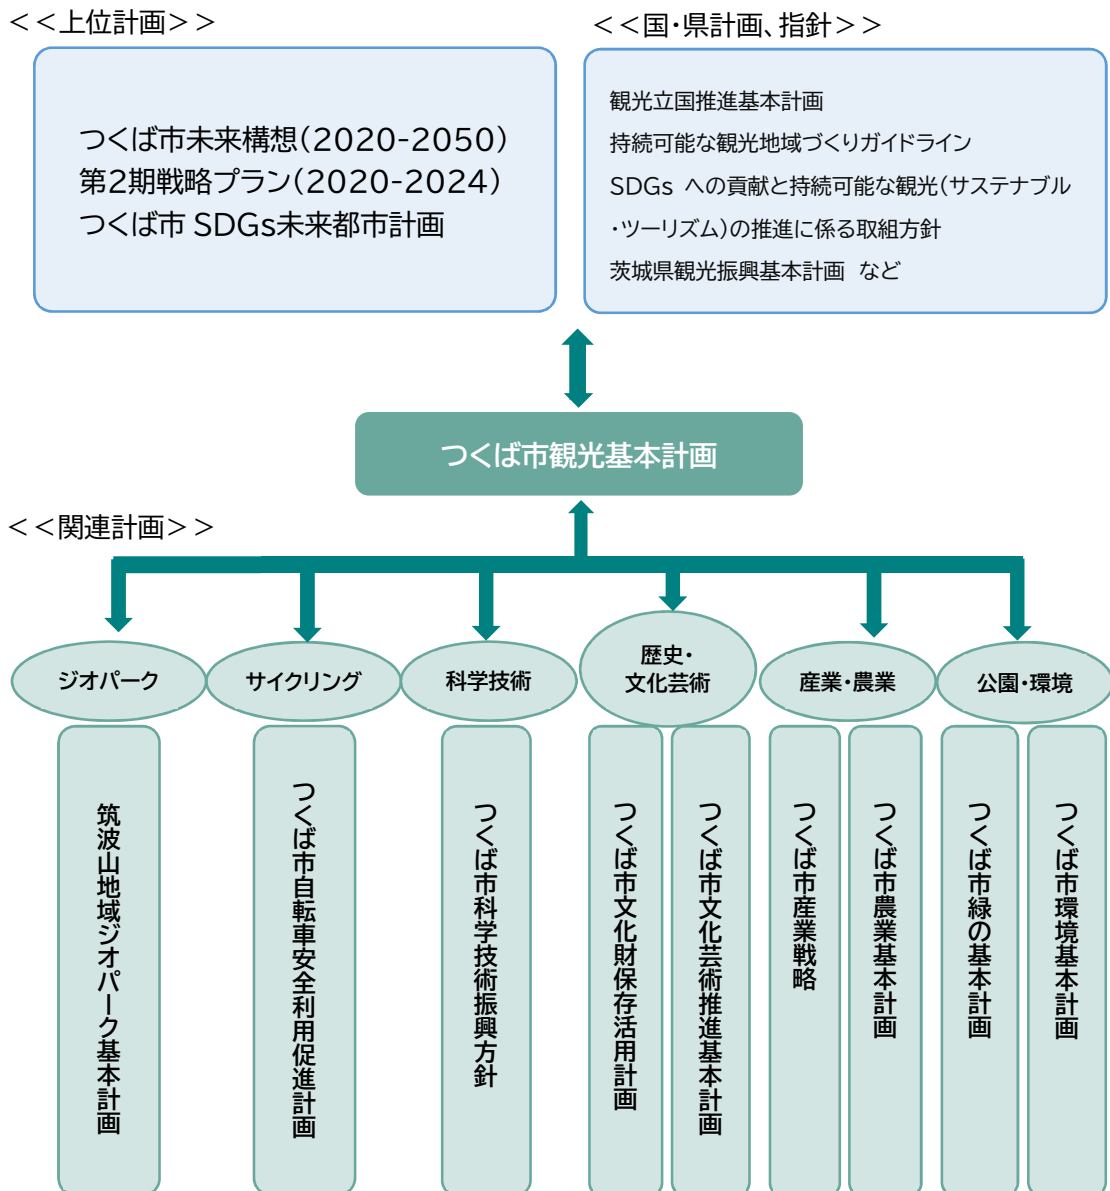 ＜＜上位計画＞＞
つくば市未来構想(2020-2050)
第2期戦略プラン(2020-2024)
つくば市 SDGs未来都市計画
＜＜国・県計画、指針＞＞
観光立国推進基本計画
持続可能な観光地域づくりガイドライン
SDGs への貢献と持続可能な観光(サステナブル
・ツーリズム)の推進に係る取組方針
茨城県観光振興基本計画 など
つくば市観光基本計画
＜＜関連計画＞＞
ジオパーク
サイクリング
科学技術
歴史・
文化芸術
産業・農業
公園・環境
筑波山地域ジオパーク基本計画
つくば市自転車安全利用促進計画
つくば市科学技術振興方針
つくば市文化財保存活用計画
つくば市文化芸術推進基本計画
つくば市産業戦略
つくば市農業基本計画
つくば市緑の基本計画
つくば市環境基本計画